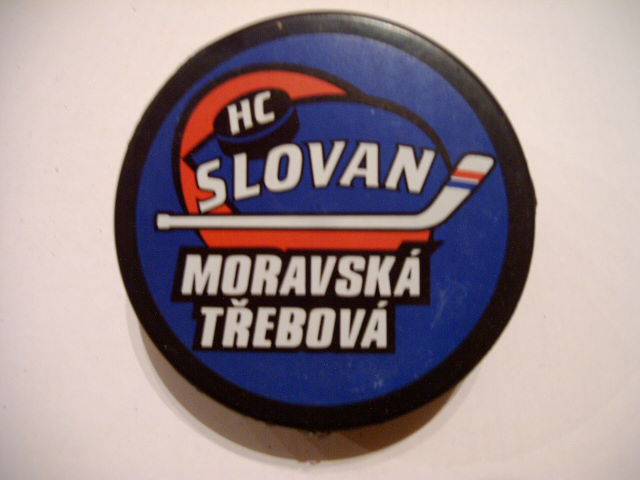 HC
SLOVAN
MORAVSKÁ
TŘEBOVÁ